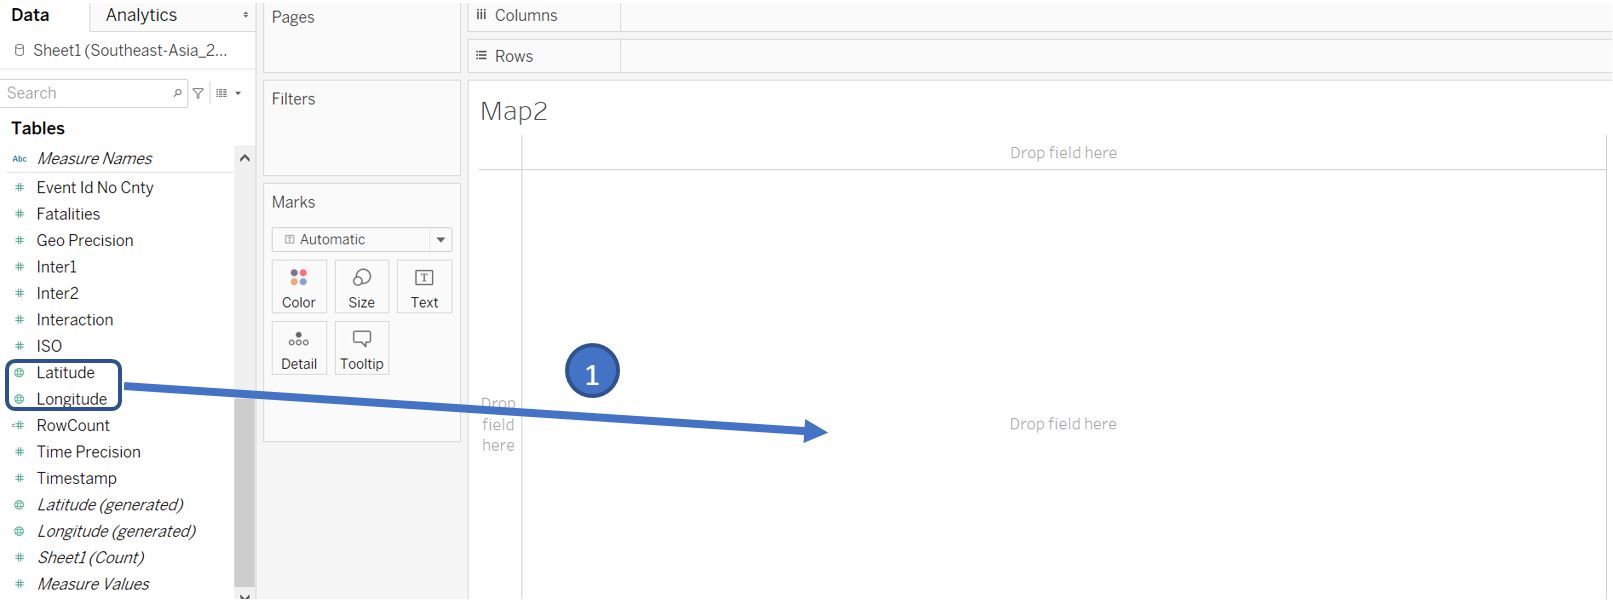 Data
Analytics
Sheet1 (Southeast-Asia_2...
Search
Tables
Abc Measure Names
# Event Id No Cnty
# Fatalities
# Geo Precision
# Inter1
# Inter2
# Interaction
# ISO
Latitude
Longitude
=# RowCount
# Time Precision
# Timestamp
Latitude (generated)
Longitude (generated)
# Sheet1 (Count)
# Measure Values
Pages
Filters
Marks
T Automatic
Color
Size
T
Text
Detail
Tooltip
iii Columns
Rows
Map2
Drop field here
1
Drop
field
here
Drop field here